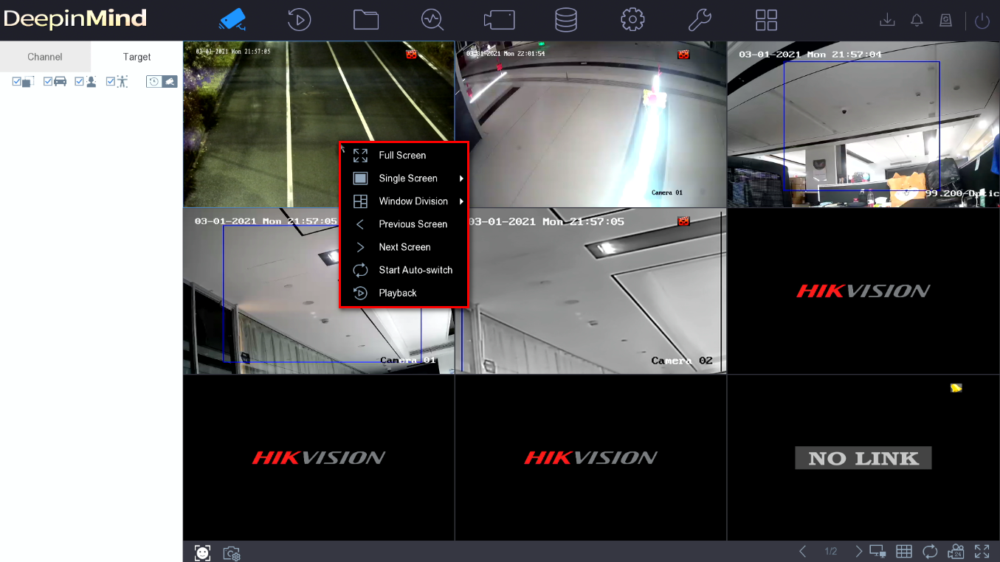 DeepinMind
Channel
Target
03-01-2021 Mon 21:57:05
03-01-2021 Mon 22:01:54
Camera 01
03-01-2021 Mon 21:57:04
99.200-Optic
Full Screen
Single Screen
Window Division
Previous Screen
Next Screen
Start Auto-switch
Playback
03-01-2021 Mon 21:57:05
Camera 01
03-01-2021 Mon 21:57:05
Camera 02
HIKVISION
HIKVISION
HIKVISION
NO LINK
1/2
24